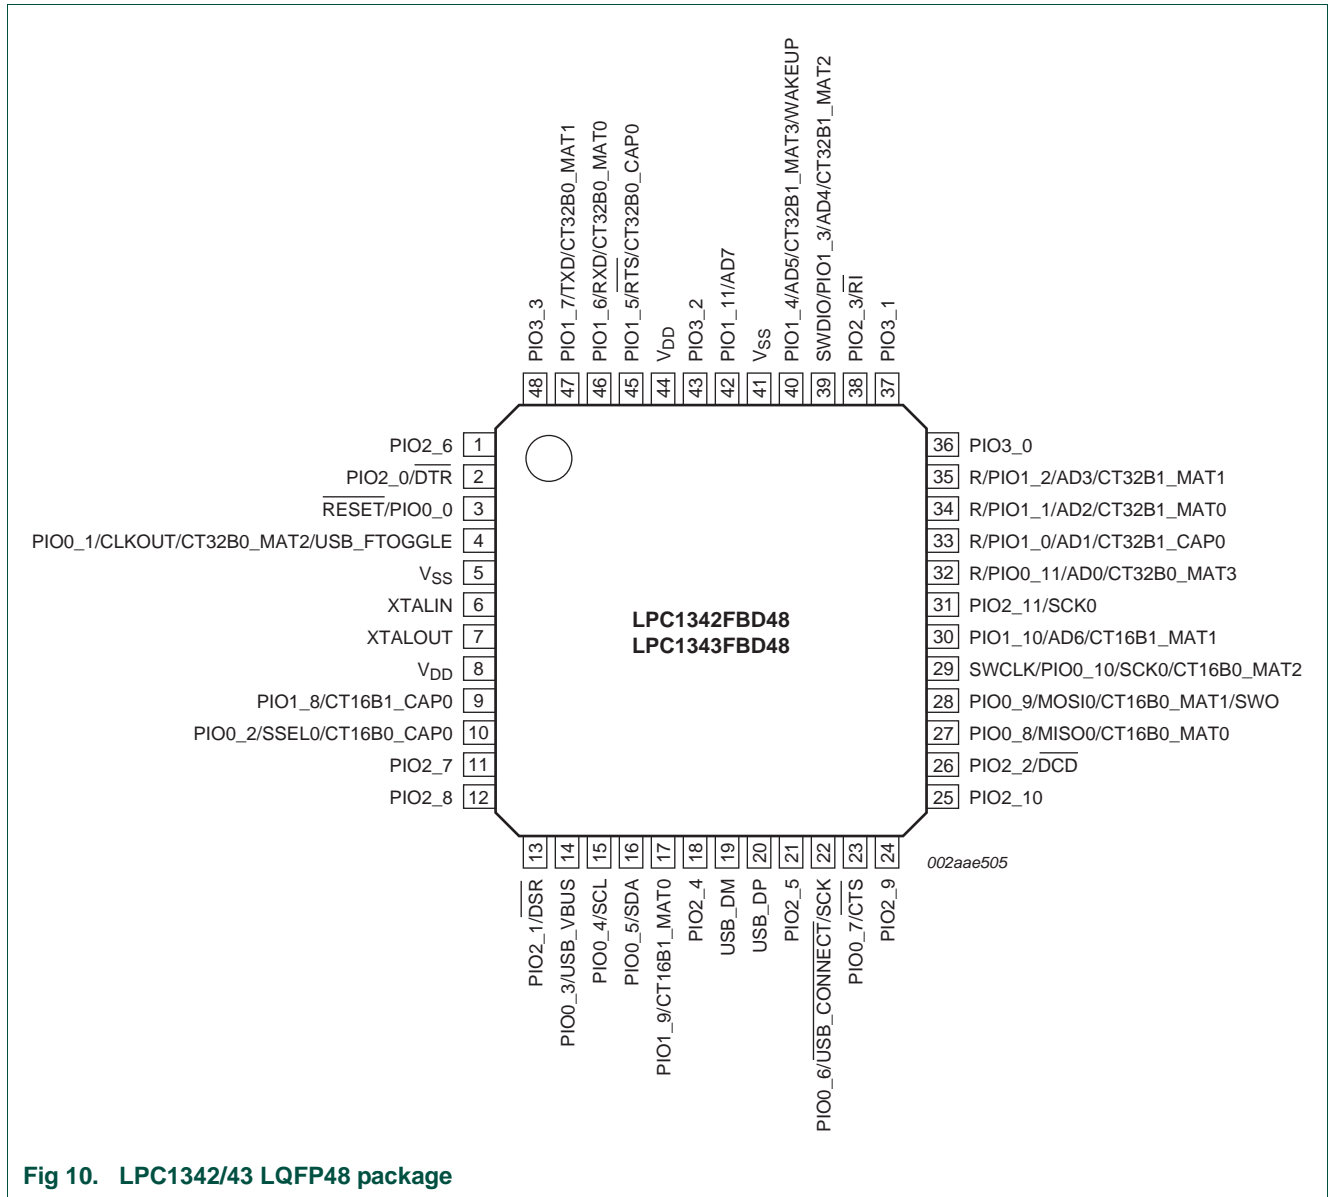 PIO3_3
PIO1_7/TXD/CT32B0_MAT1
PIO1_6/RXD/CT32B0_MAT0
PIO1_5/RTS/CT32B0_CAP0
VDD
PIO3_2
PIO1_11/AD7
VSS
PIO1_4/AD5/CT32B1_MAT3/WAKEUP
SWDIO/PIO1_3/AD4/CT32B1_MAT2
PIO2_3/RI
PIO3_1
48 47 46 45 44 43 42 41 40 39 38 37
PIO2_6 1
PIO2_0/DTR 2
RESET/PIO0_0 3
PIO0_1/CLKOUT/CT32B0_MAT2/USB_FTOGGLE 4
VSS 5
XTALIN 6
XTALOUT 7
VDD 8
PIO1_8/CT16B1_CAP0 9
PIO0_2/SSEL0/CT16B0_CAP0 10
PIO2_7 11
PIO2_8 12
LPC1342FBD48
LPC1343FBD48
36 PIO3_0
35 R/PIO1_2/AD3/CT32B1_MAT1
34 R/PIO1_1/AD2/CT32B1_MAT0
33 R/PIO1_0/AD1/CT32B1_CAP0
32 R/PIO0_11/AD0/CT32B0_MAT3
31 PIO2_11/SCK0
30 PIO1_10/AD6/CT16B1_MAT1
29 SWCLK/PIO0_10/SCK0/CT16B0_MAT2
28 PIO0_9/MOSI0/CT16B0_MAT1/SWO
27 PIO0_8/MISO0/CT16B0_MAT0
26 PIO2_2/DCD
25 PIO2_10
13 14 15 16 17 18 19 20 21 22 23 24
PIO2_1/DSR
PIO0_3/USB_VBUS
PIO0_4/SCL
PIO0_5/SDA
PIO1_9/CT16B1_MAT0
PIO2_4
USB_DM
USB_DP
PIO2_5
PIO0_6/USB_CONNECT/SCK
PIO0_7/CTS
PIO2_9
002aae505
Fig 10. LPC1342/43 LQFP48 package